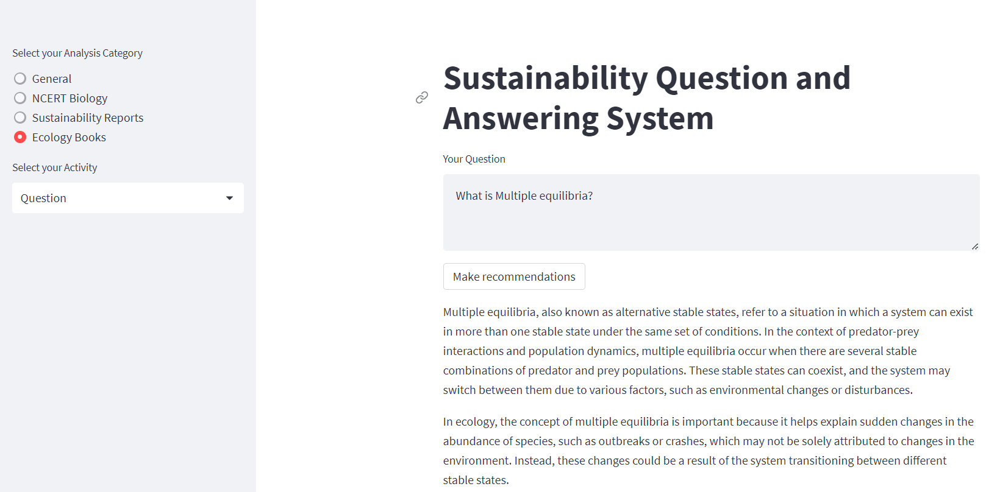 Select your Analysis Category
General
NCERT Biology
Sustainability Reports
Ecology Books
Select your Activity
Question
Sustainability Question and
Answering System
Your Question
What is Multiple equilibria?
Make recommendations
Multiple equilibria, also known as alternative stable states, refer to a situation in which a system can exist
in more than one stable state under the same set of conditions. In the context of predator-prey
interactions and population dynamics, multiple equilibria occur when there are several stable
combinations of predator and prey populations. These stable states can coexist, and the system may
switch between them due to various factors, such as environmental changes or disturbances.
In ecology, the concept of multiple equilibria is important because it helps explain sudden changes in the
abundance of species, such as outbreaks or crashes, which may not be solely attributed to changes in the
environment. Instead, these changes could be a result of the system transitioning between different
stable states.